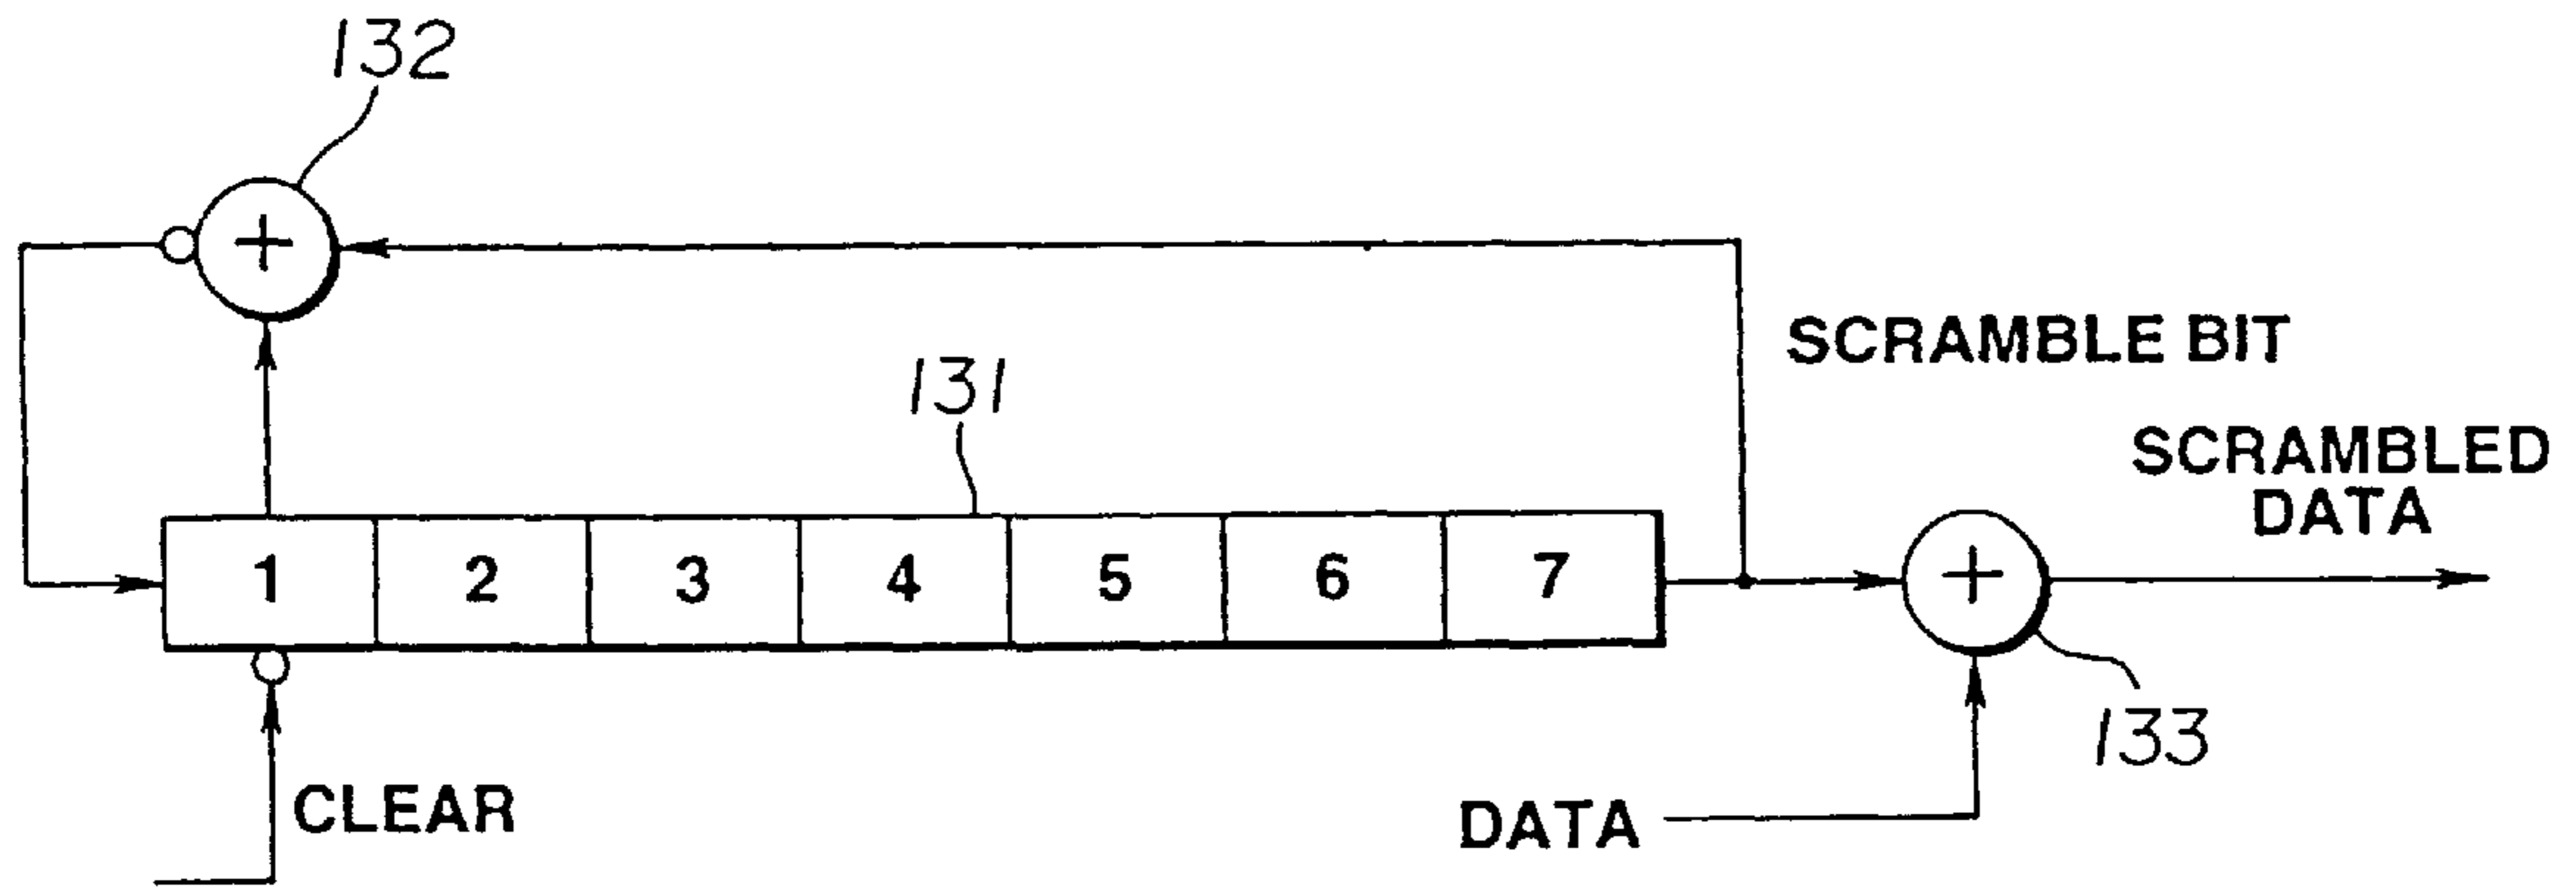 132
+
SCRAMBLE BIT
131
SCRAMBLED
DATA
1 2 3 4 5 6 7
+
133
CLEAR
DATA